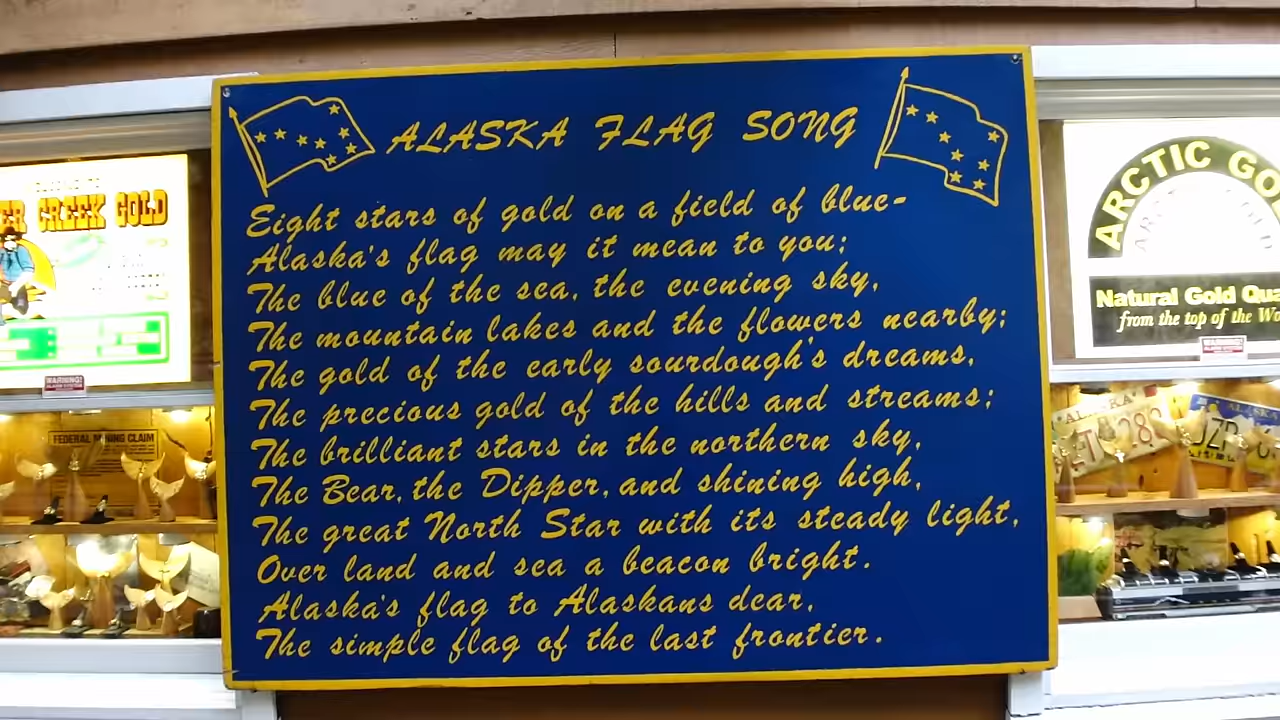 ALASKA FLAG SONG
Eight stars of gold on a field of blue-
Alaska's flag may it mean to you;
The blue of the sea, the evening sky,
The mountain lakes and the flowers nearby;
The gold of the early sourdough's dreams,
The precious gold of the hills and streams;
The brilliant stars in the northern sky,
The Bear, the Dipper, and shining high,
The great North Star with its steady light,
Over land and sea a beacon bright.
Alaska's flag to Alaskans dear,
The simple flag of the last frontier.
CREEK GOLD
WARNING!
FEDERAL MINING CLAIM
ARCTIC GO
Natural Gold Qua
from the top of the Wo
WARNING!
ALASKA
ALASKA